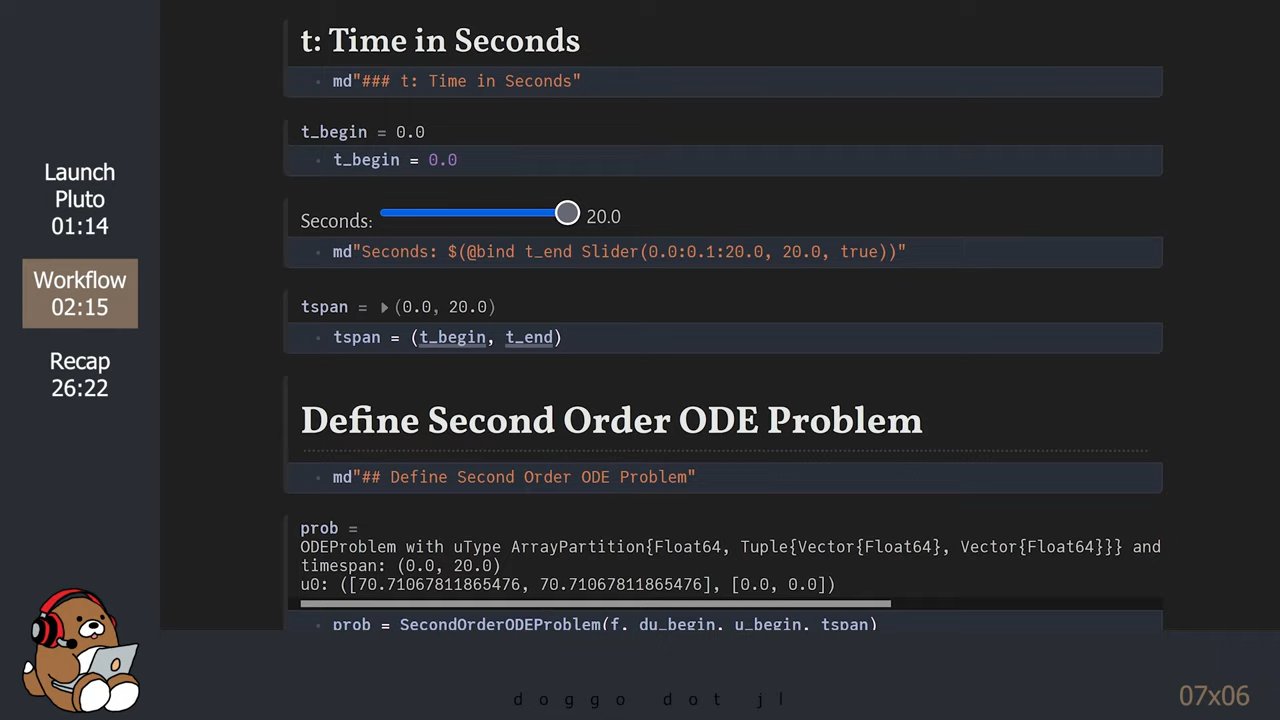 Launch
Pluto
01:14
Workflow
02:15
Recap
26:22
t: Time in Seconds
md"### t: Time in Seconds"
t_begin = 0.0
t_begin = 0.0
Seconds: 20.0
md"Seconds: $(@bind t_end Slider(0.0:0.1:20.0, 20.0, true))"
tspan = (0.0, 20.0)
tspan = (t_begin, t_end)
Define Second Order ODE Problem
md"## Define Second Order ODE Problem"
prob =
ODEProblem with uType ArrayPartition{Float64, Tuple{Vector{Float64}, Vector{Float64}}} and
timespan: (0.0, 20.0)
u0: ([70.71067811865476, 70.71067811865476], [0.0, 0.0])
prob = SecondOrderODEProblem(f, du_begin, u_begin, tspan)
doggo dot jl
07x06